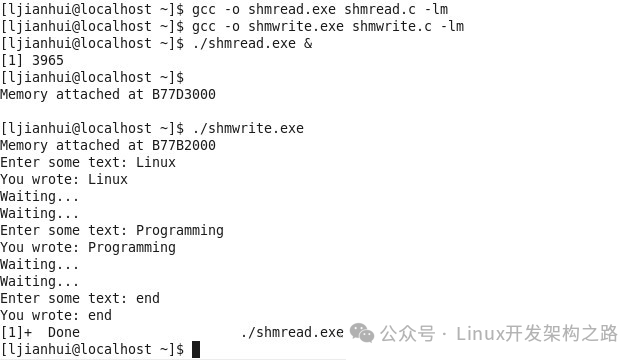 [ljianhui@localhost ~]$ gcc -o shmread.exe shmread.c -lm
[ljianhui@localhost ~]$ gcc -o shmwrite.exe shmwrite.c -lm
[ljianhui@localhost ~]$ ./shmread.exe &
[1] 3965
[ljianhui@localhost ~]$
Memory attached at B77D3000

[ljianhui@localhost ~]$ ./shmwrite.exe
Memory attached at B77B2000
Enter some text: Linux
You wrote: Linux
Waiting...
Waiting...
Enter some text: Programming
You wrote: Programming
Waiting...
Waiting...
Enter some text: end
You wrote: end
[1]+  Done                    ./shmread.exe
公众号 · Linux开发架构之路
[ljianhui@localhost ~]$